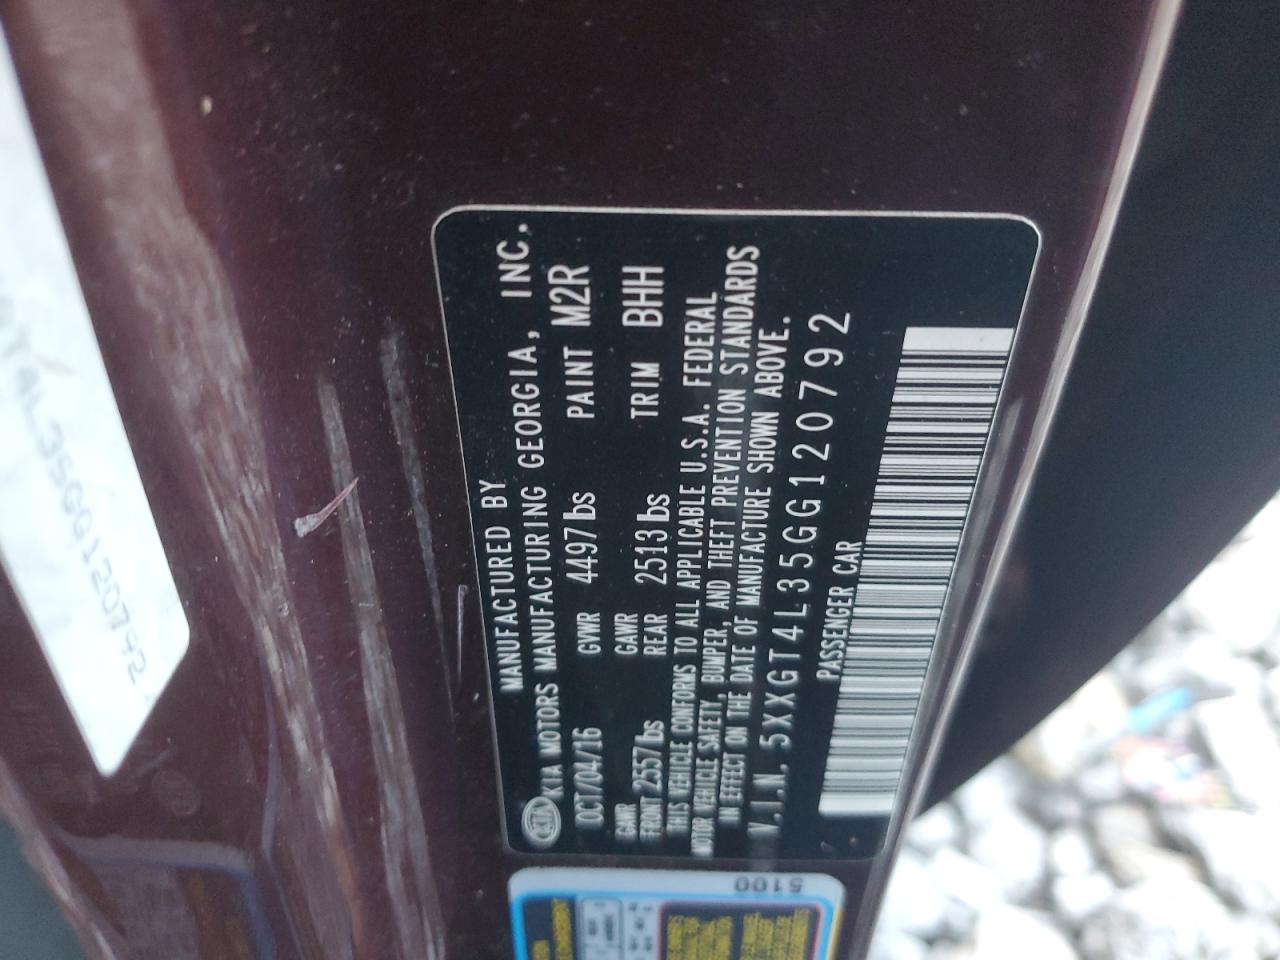 MANUFACTURED BY
KIA KIA MOTORS MANUFACTURING GEORGIA, INC.
OCT/04/16 GVWR 4497 lbs PAINT M2R
GAWR FRONT 2557 lbs GAWR REAR 2513 lbs TRIM BHH
THIS VEHICLE CONFORMS TO ALL APPLICABLE U.S.A. FEDERAL
MOTOR VEHICLE SAFETY, BUMPER, AND THEFT PREVENTION STANDARDS
IN EFFECT ON THE DATE OF MANUFACTURE SHOWN ABOVE.
V.I.N. 5XXGT4L35GG120792
PASSENGER CAR
5100
T4L35GG120792